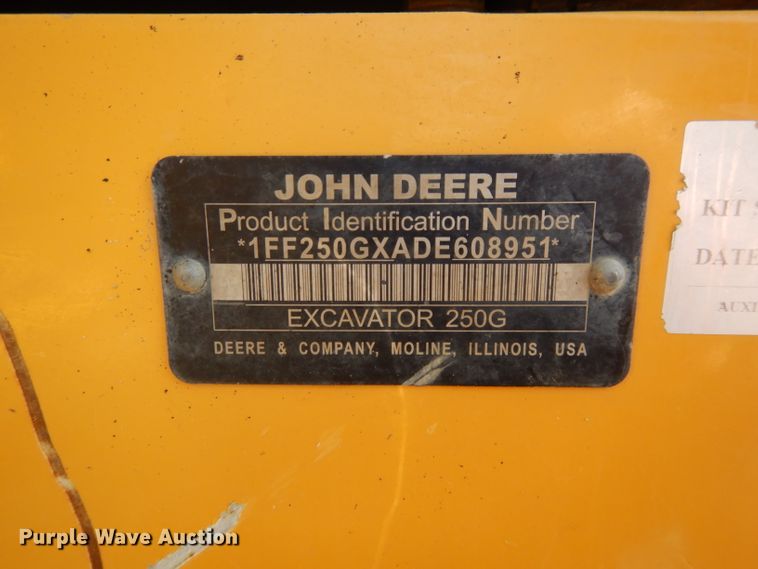 JOHN DEERE
Product Identification Number
*1FF250GXADE608951*
EXCAVATOR 250G
DEERE & COMPANY, MOLINE, ILLINOIS, USA
KIT
DATE
Purple Wave Auction